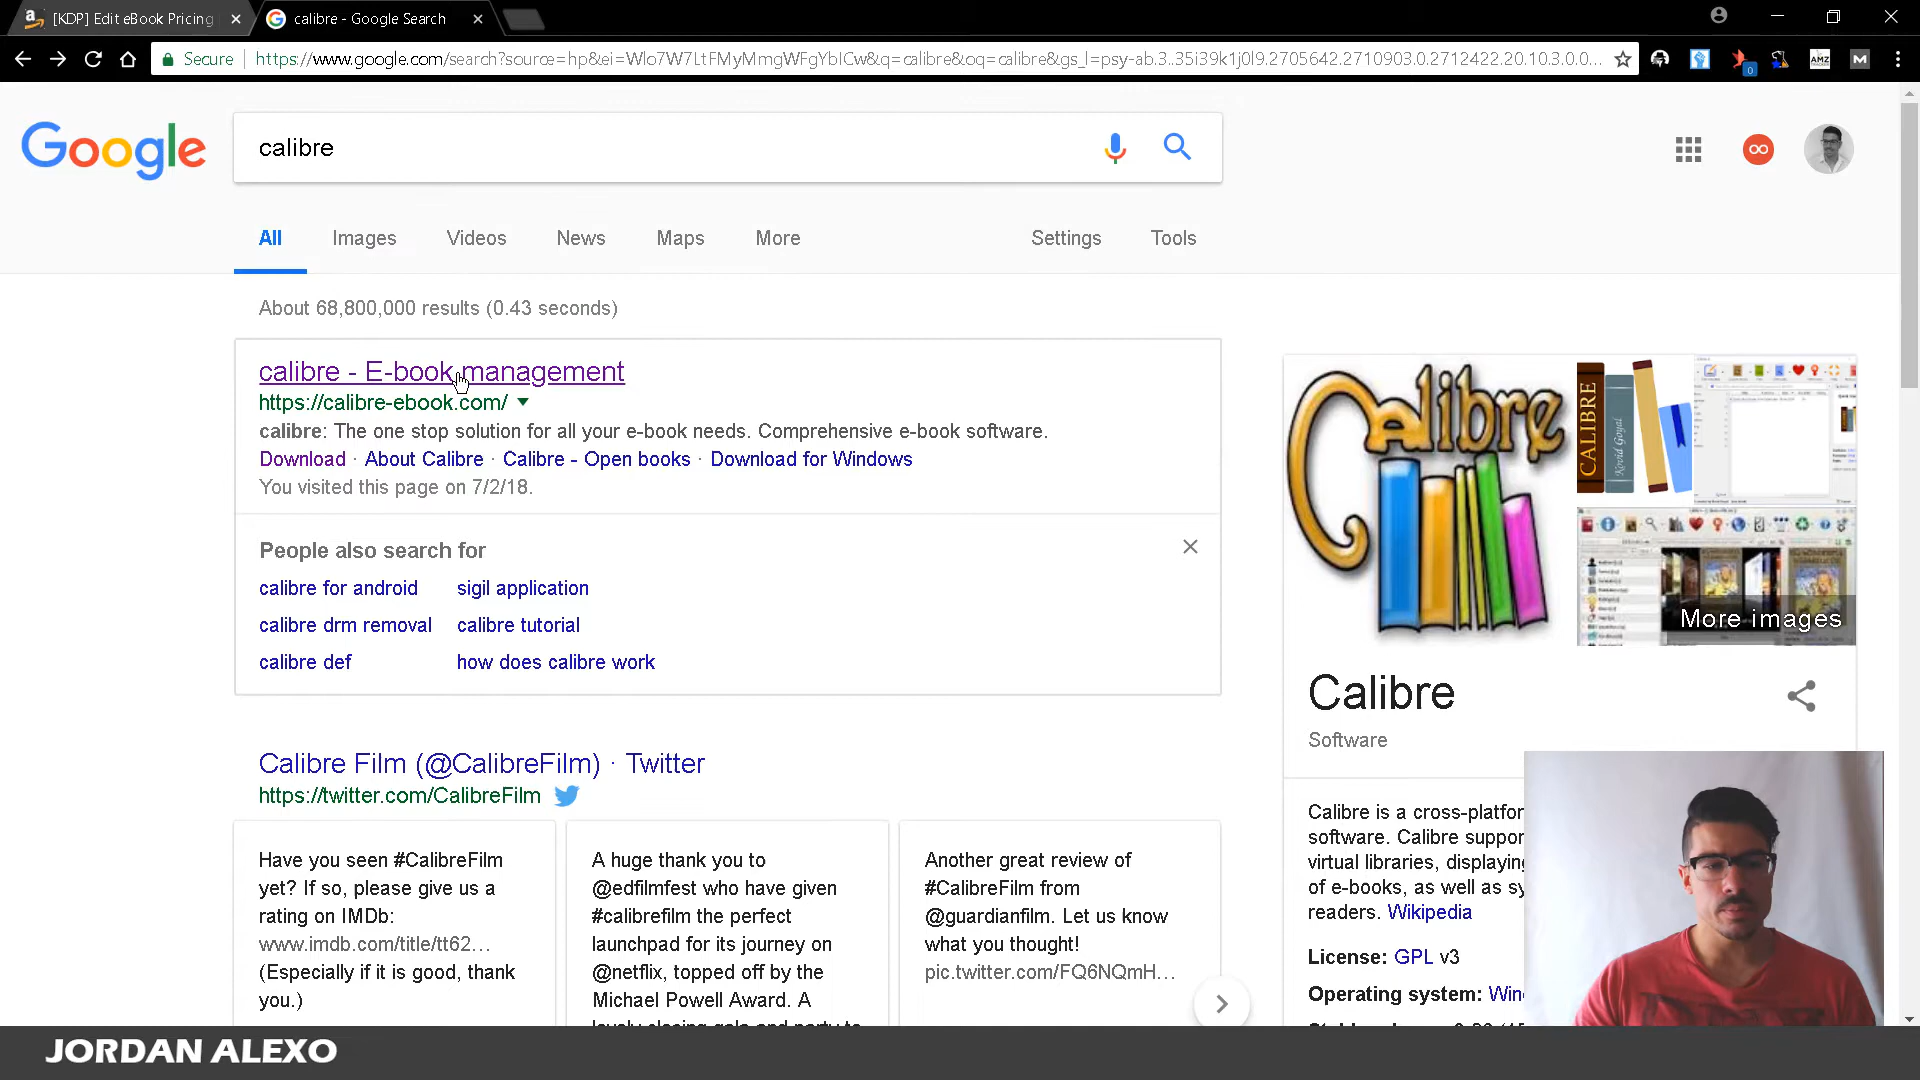 [KDP] Edit eBook Pricing
calibre - Google Search
Secure
https://www.google.com/search?source=hp&ei=Wlo7W7LtFMyMmgWFgYbICw&q=calibre&oq=calibre&gs_l=psy-ab.3..35i39k1j0l9.2705642.2710903.0.2712422.20.10.3.0.0...
0
AMZ
M
Google
calibre
All
Images
Videos
News
Maps
More
Settings
Tools
About 68,800,000 results (0.43 seconds)
calibre - E-book management
https://calibre-ebook.com/
calibre: The one stop solution for all your e-book needs. Comprehensive e-book software.
Download · About Calibre · Calibre - Open books · Download for Windows
You visited this page on 7/2/18.
People also search for
calibre for android
sigil application
calibre drm removal
calibre tutorial
calibre def
how does calibre work
Calibre Film (@CalibreFilm) · Twitter
https://twitter.com/CalibreFilm
Have you seen #CalibreFilm
yet? If so, please give us a
rating on IMDb:
www.imdb.com/title/tt62...
(Especially if it is good, thank
you.)
A huge thank you to
@edfilmfest who have given
#calibrefilm the perfect
launchpad for its journey on
@netflix, topped off by the
Michael Powell Award. A
Another great review of
#CalibreFilm from
@guardianfilm. Let us know
what you thought!
pic.twitter.com/FQ6NQmH...
Calibre
CALIBRE
Kovid Goyal
More images
Calibre
Software
Calibre is a cross-platfor
software. Calibre suppor
virtual libraries, displaying
of e-books, as well as sy
readers. Wikipedia
License: GPL v3
Operating system: Win
JORDAN ALEXO